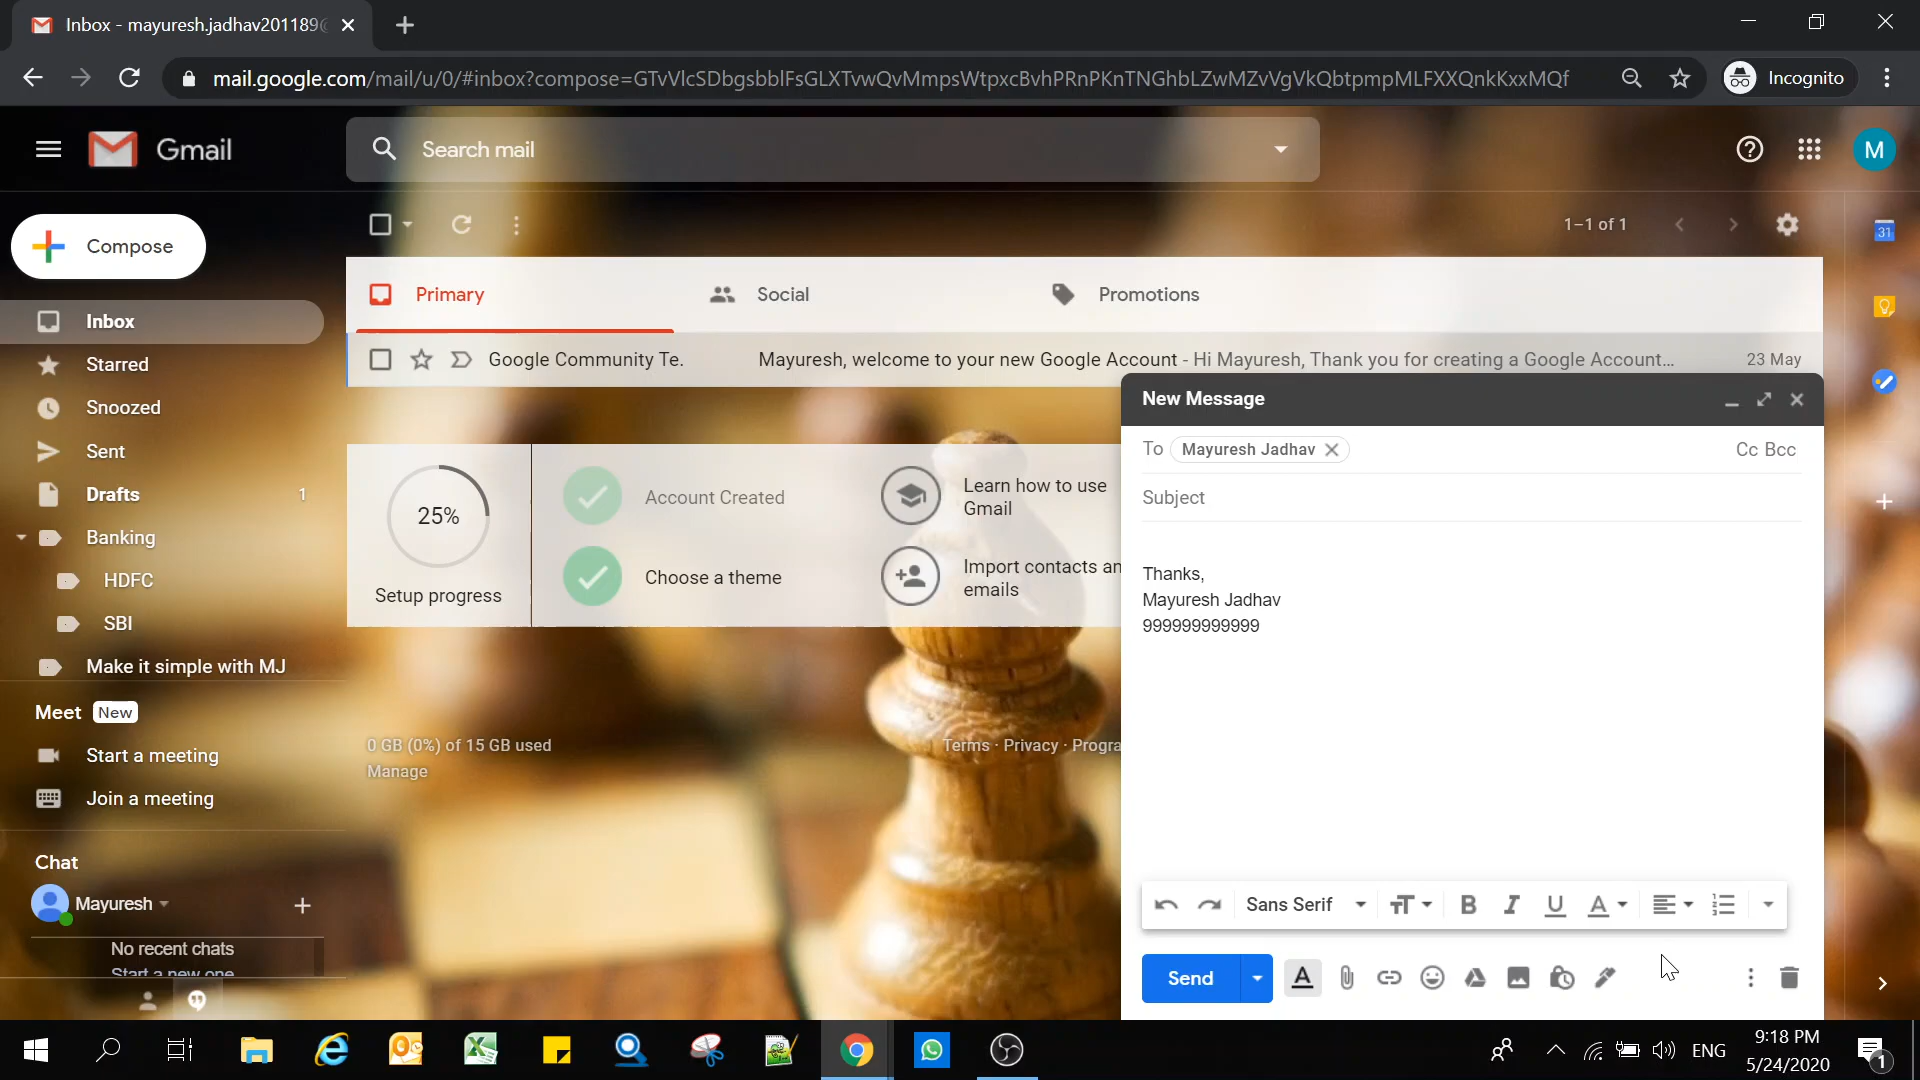 Inbox - mayuresh.jadhav201189@
mail.google.com/mail/u/0/#inbox?compose=GTvVlcSDbgsbblFsGLXTvwQvMmpsWtpxcBvhPRnPKnTNGhbLZwMZvVgVkQbtpmpMLFXXQnkKxxMQf
Incognito
Gmail
Search mail
M
Compose
1–1 of 1
31
Primary
Social
Promotions
Inbox
Google Community Te.
Mayuresh, welcome to your new Google Account - Hi Mayuresh, Thank you for creating a Google Account...
23 May
Starred
Snoozed
Sent
Drafts 1
Banking
HDFC
SBI
Make it simple with MJ
25%
Setup progress
Account Created
Choose a theme
Learn how to use
Gmail
Import contacts an
emails
New Message
To Mayuresh Jadhav
Cc Bcc
Subject
Thanks,
Mayuresh Jadhav
999999999999
Meet New
Start a meeting
Join a meeting
0 GB (0%) of 15 GB used
Manage
Terms · Privacy · Progra
Chat
Mayuresh
No recent chats
Start a new one
Sans Serif
Send
ENG
9:18 PM
5/24/2020
1